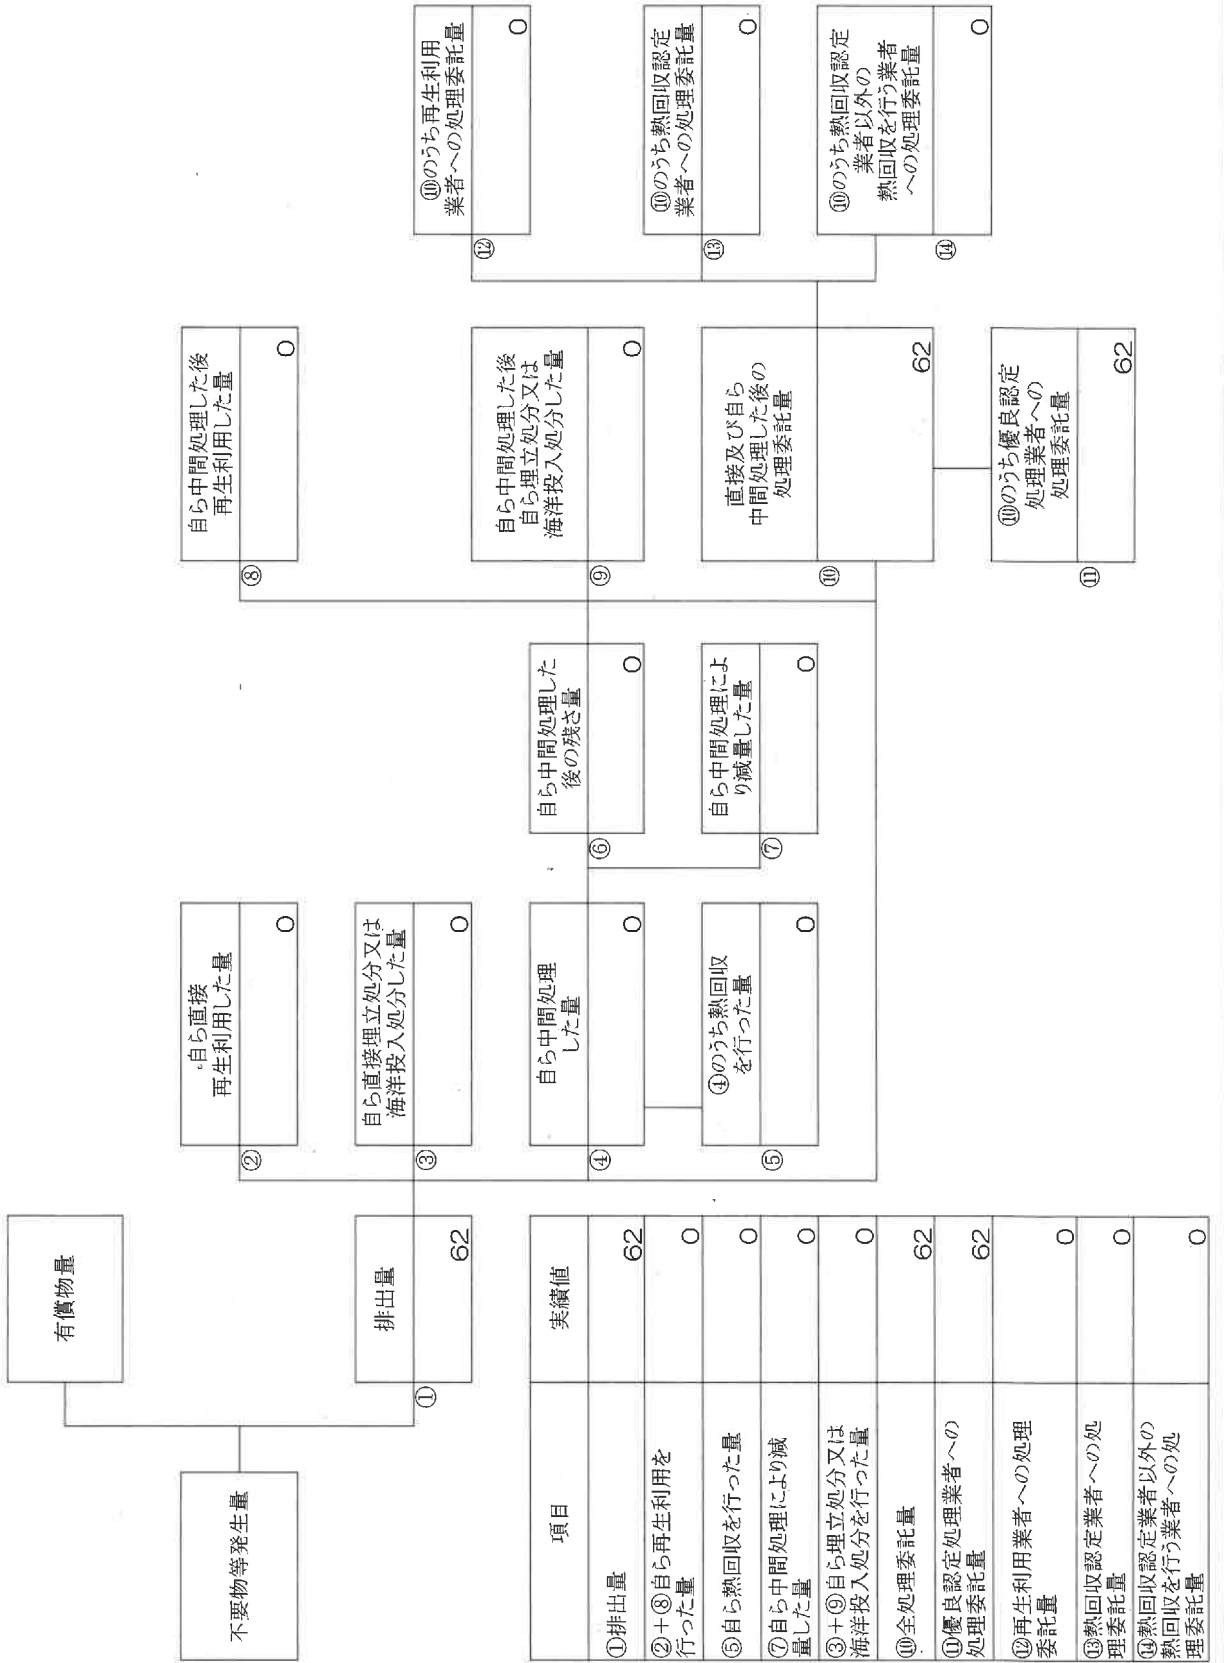 不要物等発生量
有償物量
①
排出量
62
②
自ら直接
再生利用した量
0
③
自ら直接埋立処分又は
海洋投入処分した量
0
④
自ら中間処理
した量
0
⑤
④のうち熱回収
を行った量
0
⑥
自ら中間処理した
後の残さ量
0
⑦
自ら中間処理によ
り減量した量
0
⑧
自ら中間処理した後
再生利用した量
0
⑨
自ら中間処理した後
自ら埋立処分又は
海洋投入処分した量
0
⑩
直接及び自ら
中間処理した後の
処理委託量
62
⑪
⑩のうち優良認定
処理業者への
処理委託量
62
⑫
⑩のうち再生利用
業者への処理委託量
0
⑬
⑩のうち熱回収認定
業者への処理委託量
0
⑭
⑩のうち熱回収認定
業者以外の
熱回収を行う業者
への処理委託量
0
項目
実績値
①排出量
62
②+⑧自ら再生利用を
行った量
0
⑤自ら熱回収を行った量
0
⑦自ら中間処理により減
量した量
0
③+⑨自ら埋立処分又は
海洋投入処分を行った量
0
⑩全処理委託量
62
⑪優良認定処理業者への
処理委託量
62
⑫再生利用業者への処理
委託量
0
⑬熱回収認定業者への処
理委託量
0
⑭熱回収認定業者以外の
熱回収を行う業者への処
理委託量
0